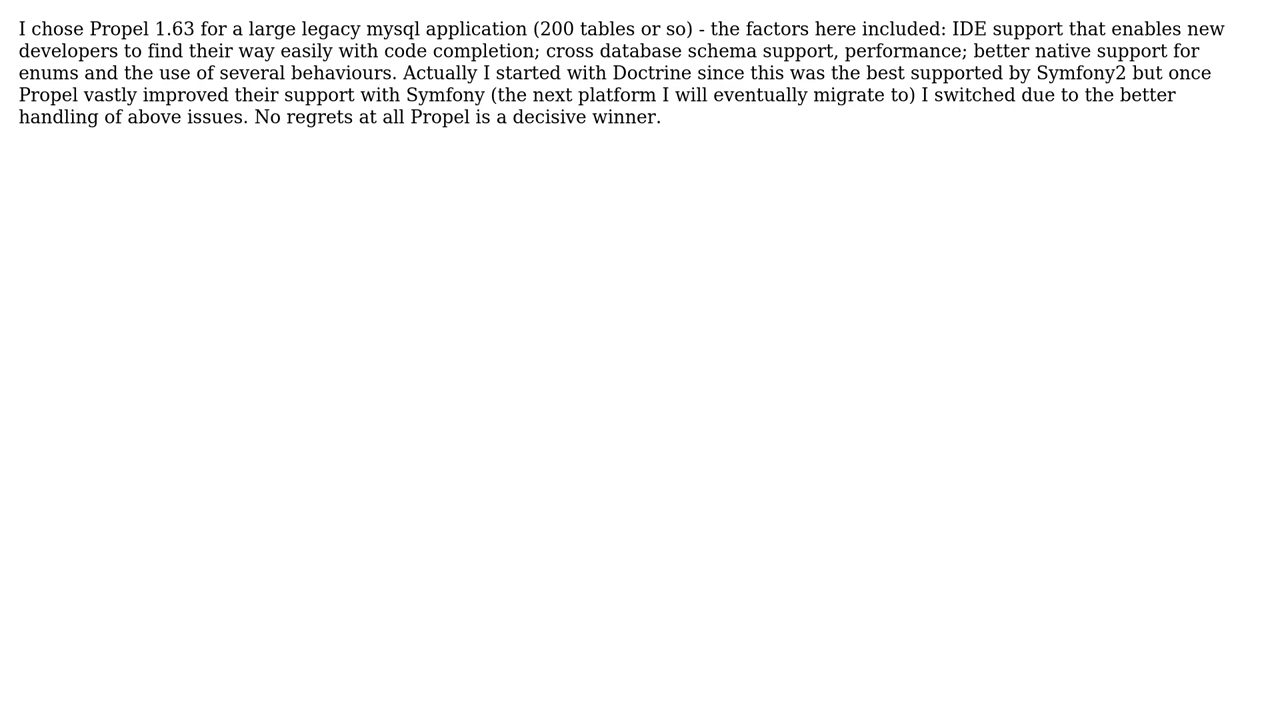 I chose Propel 1.63 for a large legacy mysql application (200 tables or so) - the factors here included: IDE support that enables new
developers to find their way easily with code completion; cross database schema support, performance; better native support for
enums and the use of several behaviours. Actually I started with Doctrine since this was the best supported by Symfony2 but once
Propel vastly improved their support with Symfony (the next platform I will eventually migrate to) I switched due to the better
handling of above issues. No regrets at all Propel is a decisive winner.